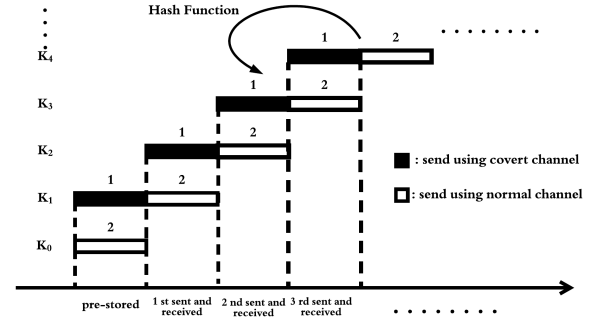 Hash Function
1
2
K4
1
2
K3
1
2
K2
1
2
K1
2
K0
: send using covert channel
: send using normal channel
pre-stored
1 st sent and
received
2 nd sent and
received
3 rd sent and
received